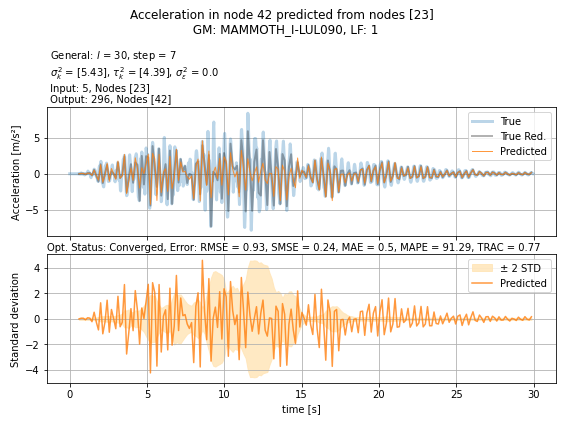 Acceleration in node 42 predicted from nodes [23]
GM: MAMMOTH_I-LUL090, LF: 1
General: l = 30, step = 7
σ²ₖ = [5.43], τ²ₖ = [4.39], σ²ε = 0.0
Input: 5, Nodes [23]
Output: 296, Nodes [42]
Acceleration [m/s²]
5
0
−5
True
True Red.
Predicted
Opt. Status: Converged, Error: RMSE = 0.93, SMSE = 0.24, MAE = 0.5, MAPE = 91.29, TRAC = 0.77
Standard deviation
4
2
0
−2
−4
± 2 STD
Predicted
0 5 10 15 20 25 30
time [s]